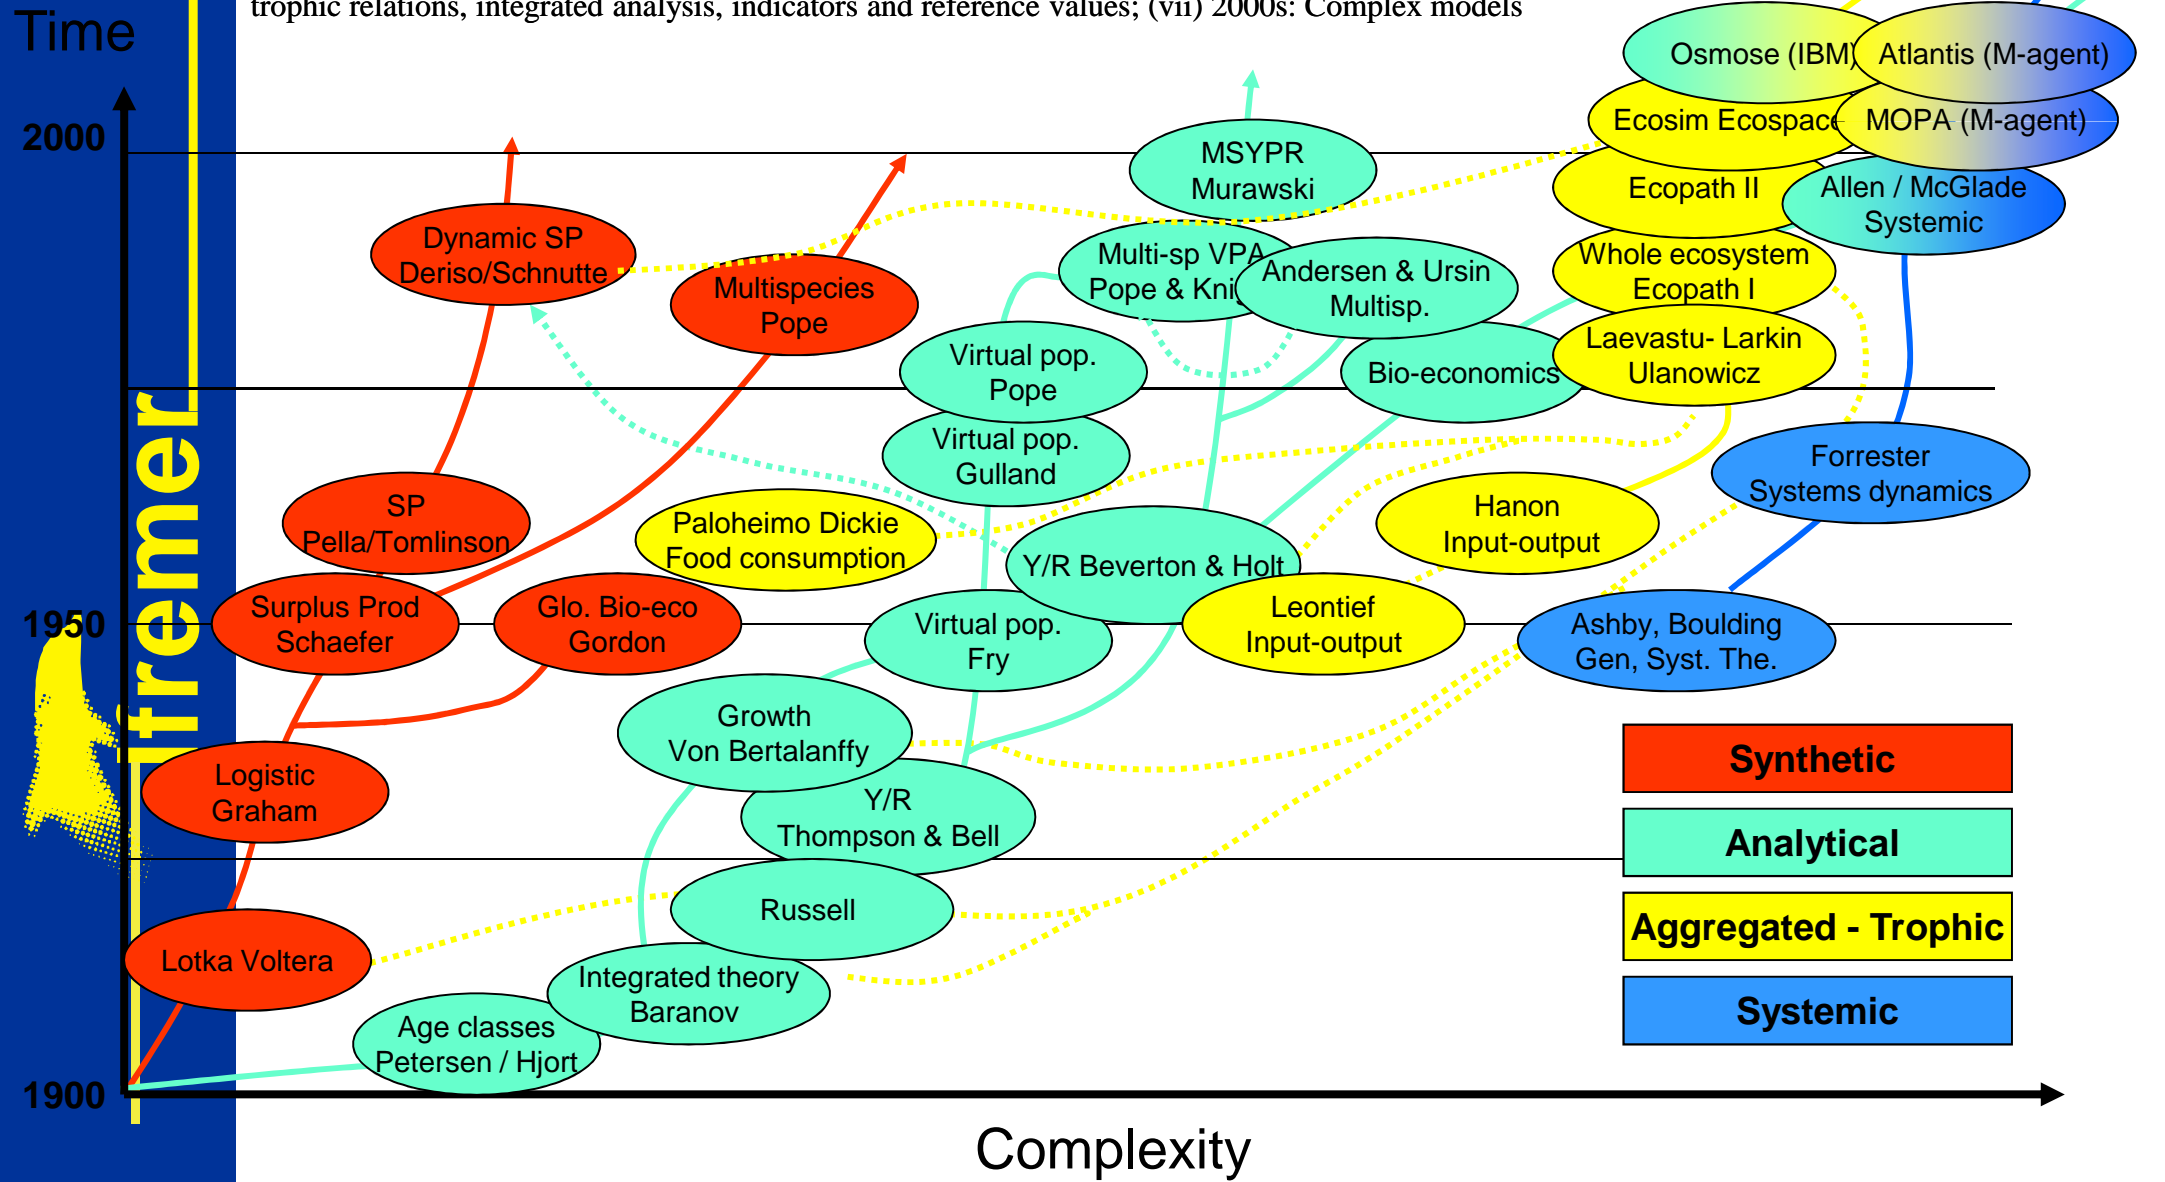 trophic relations, integrated analysis, indicators and reference values; (vii) 2000s: Complex models
Time
Osmose (IBM)
Atlantis (M-agent)
2000
Ecosim Ecospace
MOPA (M-agent)
MSYPR
Murawski
Ecopath II
Allen / McGlade
Systemic
Dynamic SP
Deriso/Schnutte
Multi-sp VPA
Pope & Kni
Andersen & Ursin
Multisp.
Whole ecosystem
Ecopath I
Multispecies
Pope
Virtual pop.
Pope
Bio-economics
Laevastu- Larkin
Ulanowicz
Virtual pop.
Gulland
Forrester
Systems dynamics
SP
Pella/Tomlinson
Paloheimo Dickie
Food consumption
Hanon
Input-output
Y/R Beverton & Holt
1950
Surplus Prod
Schaefer
Glo. Bio-eco
Gordon
Virtual pop.
Fry
Leontief
Input-output
Ashby, Boulding
Gen, Syst. The.
Ifremer
Growth
Von Bertalanffy
Logistic
Graham
Y/R
Thompson & Bell
Russell
Lotka Voltera
Integrated theory
Baranov
Age classes
Petersen / Hjort
Synthetic
Analytical
Aggregated - Trophic
Systemic
1900
Complexity